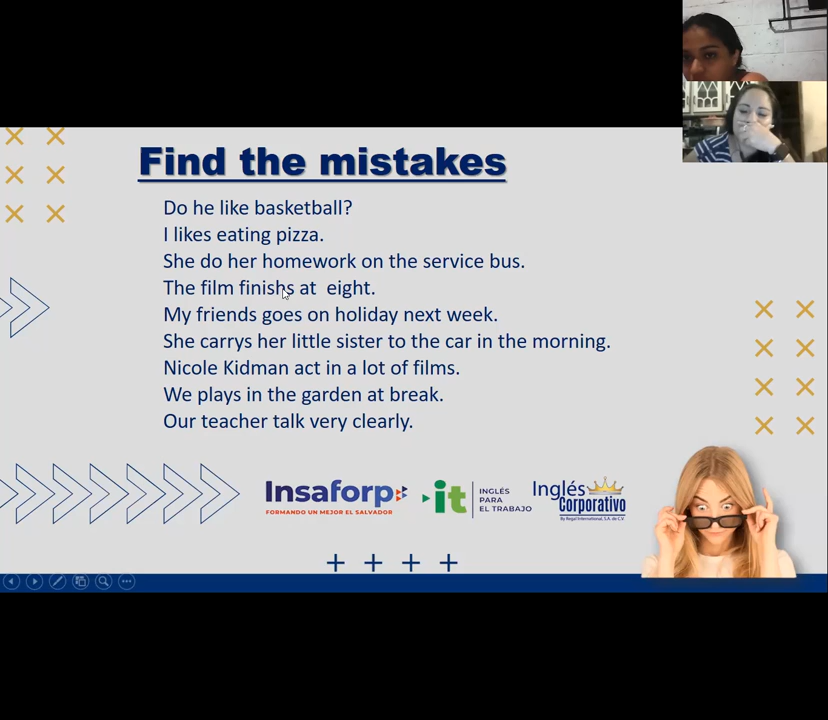 Find the mistakes
Do he like basketball?
I likes eating pizza.
She do her homework on the service bus.
The film finishs at  eight.
My friends goes on holiday next week.
She carrys her little sister to the car in the morning.
Nicole Kidman act in a lot of films.
We plays in the garden at break.
Our teacher talk very clearly.
Insaforp
FORMANDO UN MEJOR EL SALVADOR
it
INGLÉS
PARA
EL TRABAJO
Inglés
Corporativo
By Regal International, S.A. de C.V.